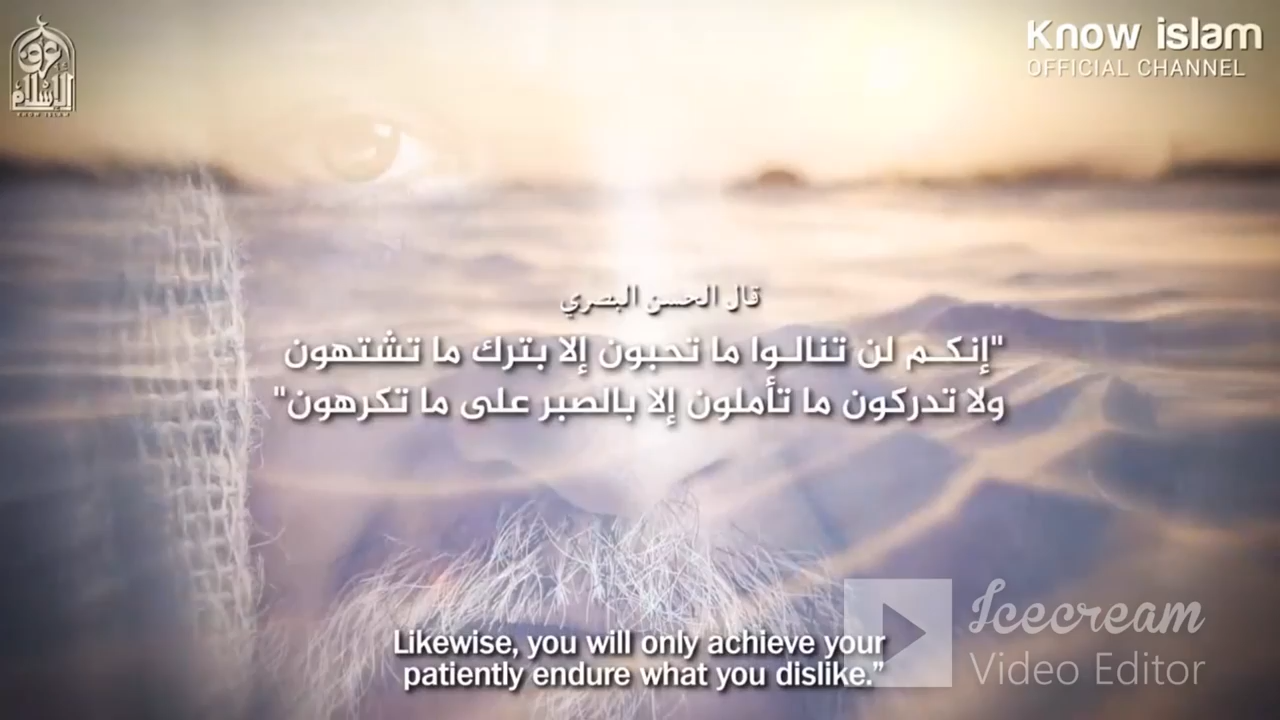 Know islam
OFFICIAL CHANNEL
KNOW ISLAM
قال الحسن البصري
"إنكم لن تنالوا ما تحبون إلا بترك ما تشتهون
ولا تدركون ما تأملون إلا بالصبر على ما تكرهون"
Icecream
Video Editor
Likewise, you will only achieve your
patiently endure what you dislike.”